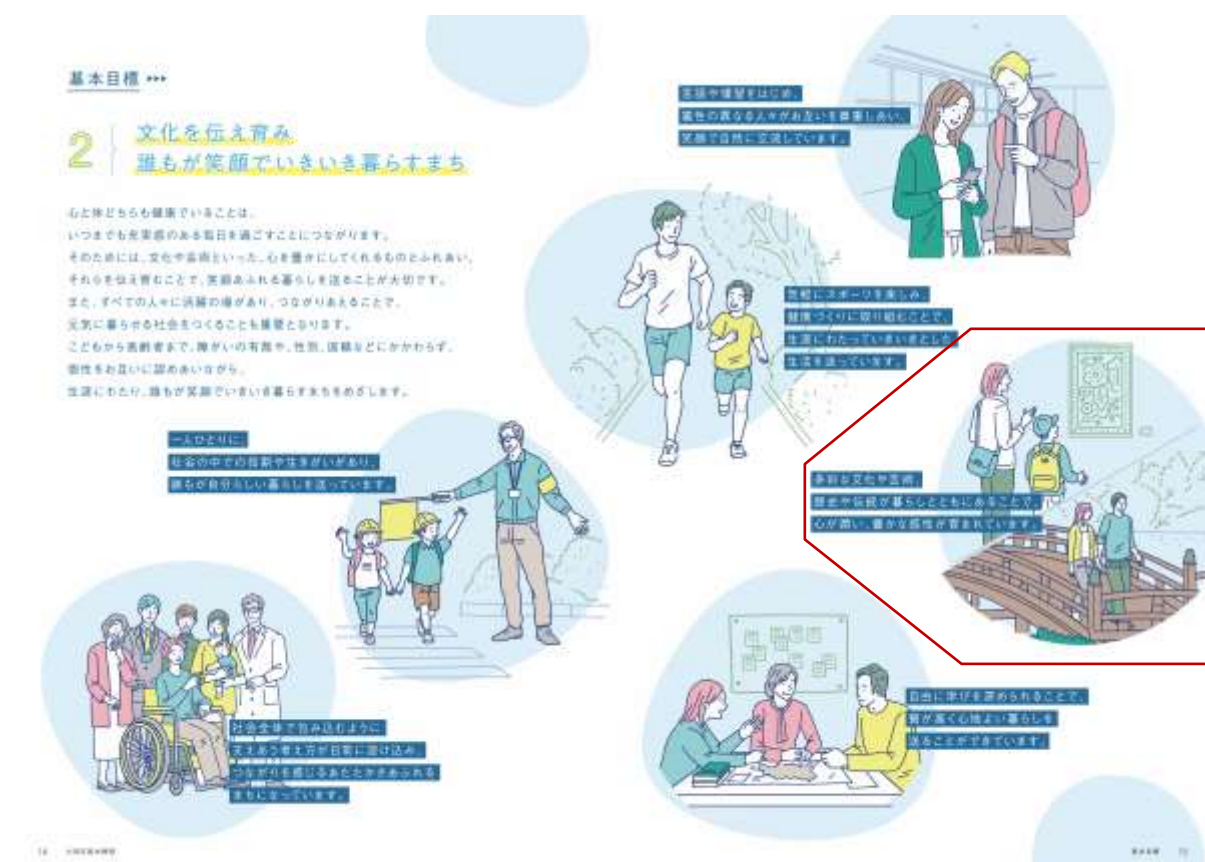 基本目標
2
文化を伝え育み
誰もが笑顔でいきいき暮らすまち
心と体どちらも健康でいることは、
いつまでも充実感のある毎日を過ごすことにつながります。
そのためには、文化や芸術といった、心を豊かにしてくれるものとふれあい、
それらを伝え育むことで、笑顔あふれる暮らしを送ることが大切です。
また、すべての人々に活躍の場があり、つながりあえることで、
元気に暮らせる社会をつくることも重要となります。
こどもから高齢者まで、障がいの有無や、性別、国籍などにかかわらず、
個性をお互いに認めあいながら、
生涯にわたり、誰もが笑顔でいきいき暮らすまちをめざします。
一人ひとりに、
社会の中での役割や生きがいがあり、
誰もが自分らしい暮らしを送っています。
社会全体で包み込むように
支えあう考え方が日常に溶け込み、
つながりを感じるあたたかさあふれる
まちになっています。
言語や慣習をはじめ、
属性の異なる人々がお互いを尊重しあい、
笑顔で自然に交流しています。
気軽にスポーツを楽しみ、
健康づくりに取り組むことで、
生涯にわたっていきいきとした
生活を送っています。
多彩な文化や芸術、
歴史や伝統が暮らしとともにあることで、
心が潤い、豊かな感性が育まれています。
自由に学びを深められることで、
質が高く心地よい暮らしを
送ることができています。